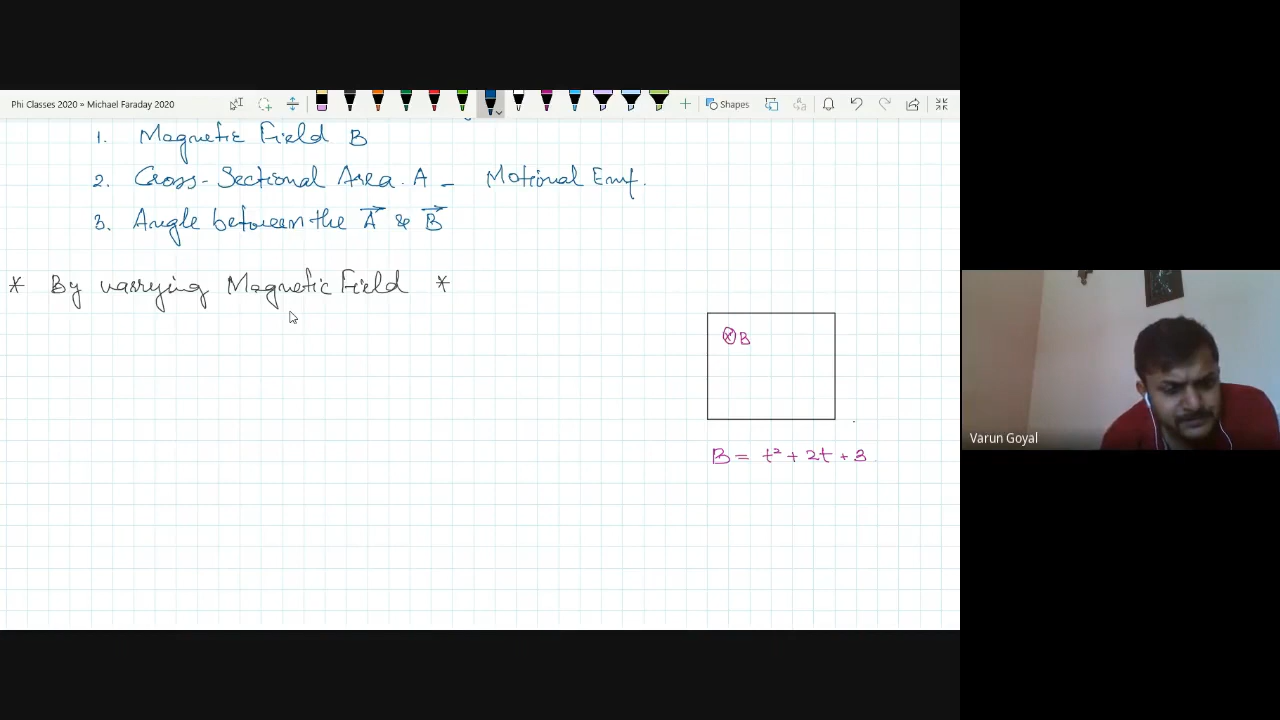 Phi Classes 2020 » Michael Faraday 2020
Shapes
1. Magnetic Field B
2. Cross-Sectional Area. A - Motional Emf.
3. Angle between the A & B
* By varrying Magnetic Field *
B
B = t² + 2t + 3
Varun Goyal